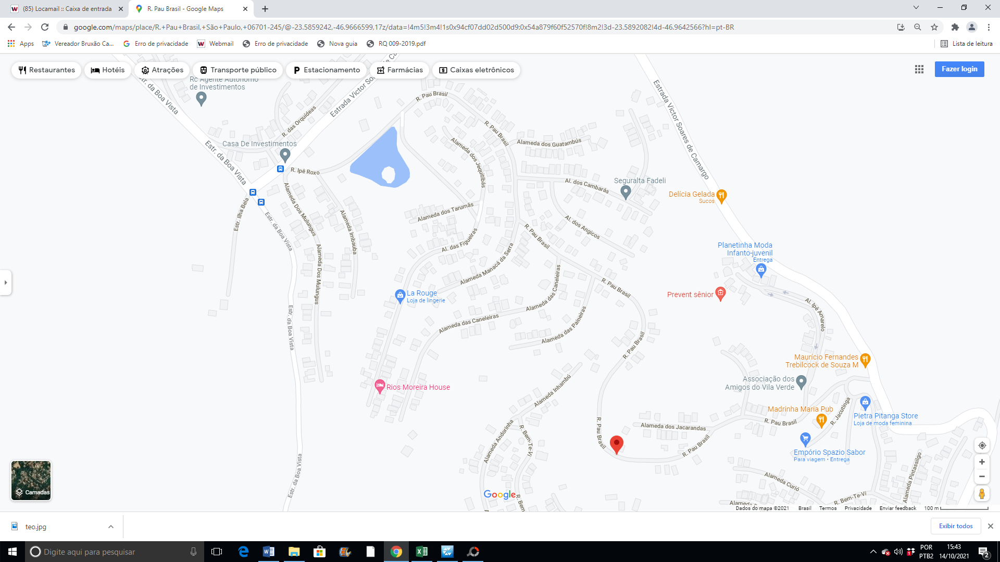 (85) Locamail :: Caixa de entrada
R. Pau Brasil - Google Maps
google.com/maps/place/R.+Pau+Brasil,+São+Paulo,+06701-245/@-23.5859242,-46.9666599,17z/data=!4m5!3m4!1s0x94cf07dd02d500d9:0x54a879f60f52570f!8m2!3d-23.5892082!4d-46.9642566?hl=pt-BR
Apps
Vereador Bruxão Ca...
Erro de privacidade
Webmail
Erro de privacidade
Nova guia
RQ 009-2019.pdf
Lista de leitura
Restaurantes
Hotéis
Atrações
Transporte público
Estacionamento
Farmácias
Caixas eletrônicos
Fazer login
Rc Agente Autônomo
de Investimentos
Estr. da Boa Vista
Estrada Victor Soares de Ca
R. Pau Brasil
Estrada Victor Soares de Camargo
R. das Orquídeas
Casa De Investimentos
Estr. da Boa Vista
R. Ipê Roxo
R. Pau Brasil
Alameda dos Guatambús
Alameda dos Jequitibás
Al. dos Cambarás
Seguralta Fadeli
Delícia Gelada
Sucos
Estr. Ilha Bela
Estr. da Boa Vista
Alameda Dos Mulungus
Alameda Imbauba
Alameda dos Tarumãs
Al. das Figueiras
R. Pau Brasil
Al. dos Angicos
Alameda Manacá da Serra
Alameda Dos Mulungus
Planetinha Moda
Infanto-juvenil
Entrega
La Rouge
Loja de lingerie
Alameda das Caneleiras
R. Pau Brasil
Prevent sênior
Al. Ipê Amarelo
Estr. da Boa Vista
Alameda das Caneleiras
Alameda das Paineiras
R. Pau Brasil
Maurício Fernandes
Trebilcock de Souza M
Associação dos
Amigos do Vila Verde
Rios Moreira House
Alameda Inhambú
Madrinha Maria Pub
R. Jacutinga
Pietra Pitanga Store
Loja de moda feminina
R. Pau Brasil
Alameda dos Jacarandas
R. Pau Brasil
R. Pau Brasil
Alameda Andorinha
R. Bem-Te-Vi
Empório Spazio Sabor
Para viagem • Entrega
Estr. da Boa Vista
Alameda Curió
Alameda Pintassilgo
R. Bem-Te-Vi
Camadas
Google
R. Bem
Alameda
Dados do mapa ©2021
Brasil
Termos
Privacidade
Enviar feedback
100 m
teo.jpg
Exibir todos
Digite aqui para pesquisar
POR
PTB2
15:43
14/10/2021
2